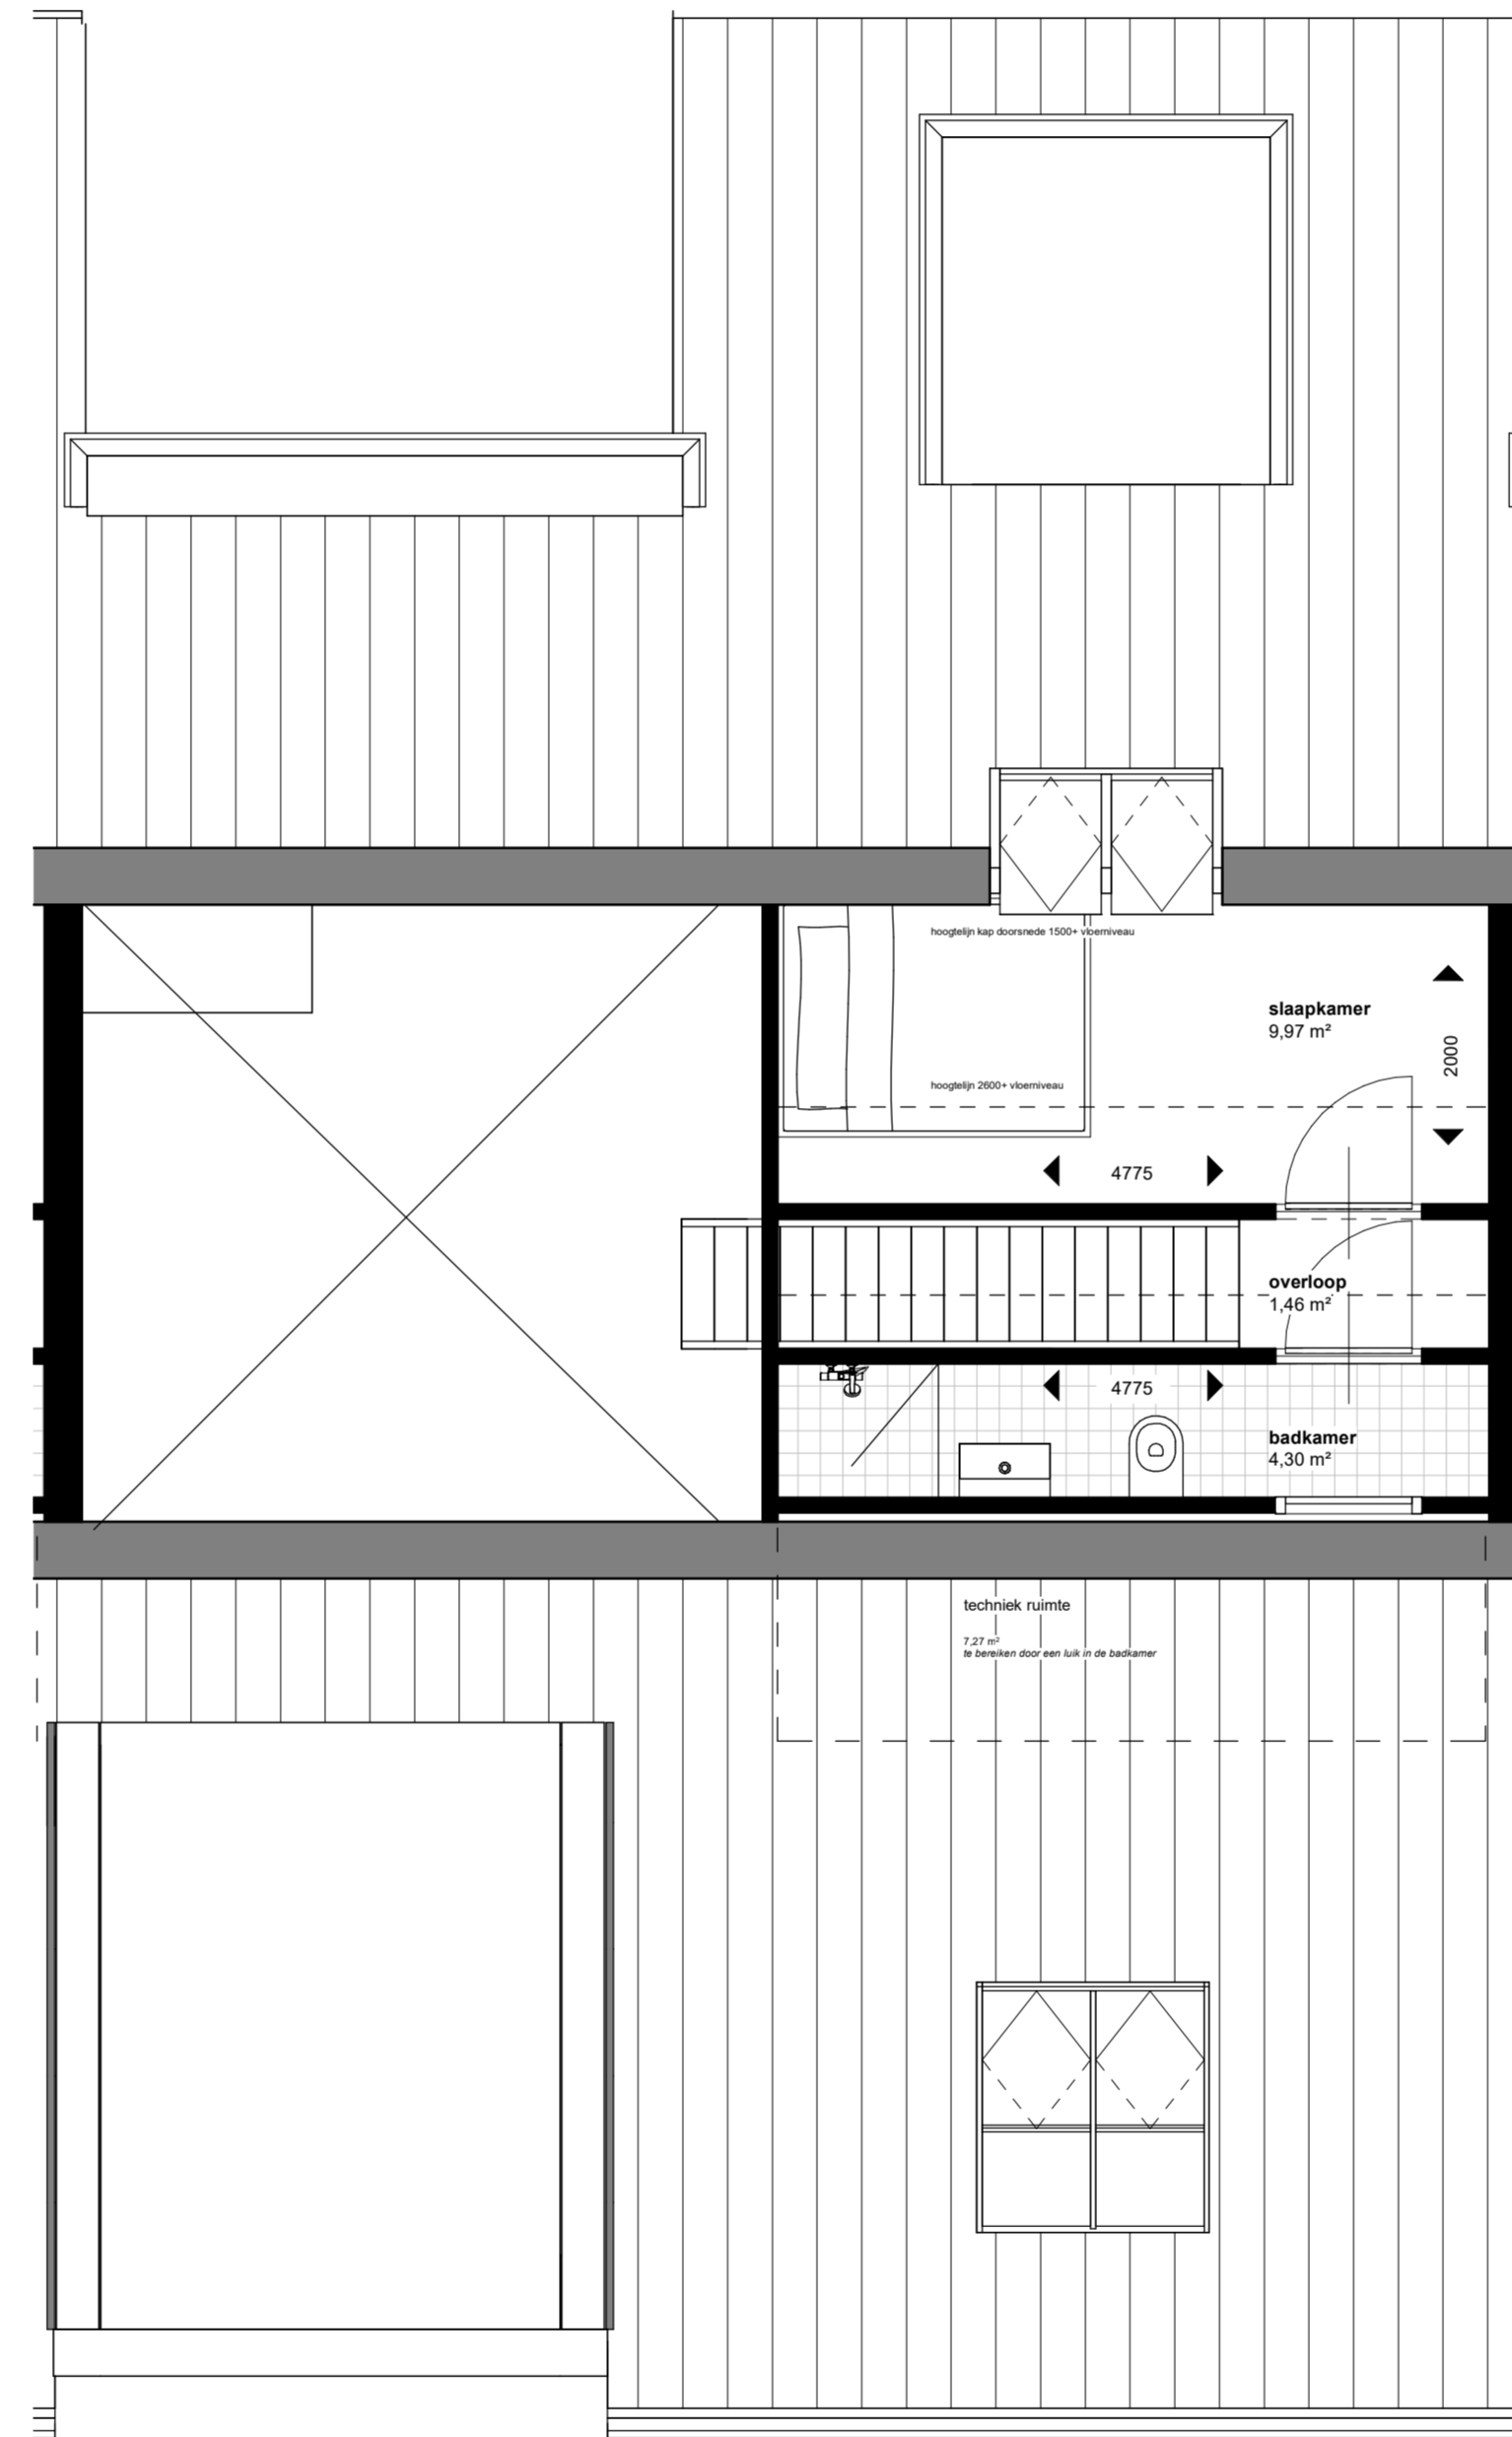 hoogtelijn kap doorsnede 1500+ vloerniveau
slaapkamer
9,97 m²
2000
hoogtelijn 2600+ vloerniveau
4775
overloop
1,46 m²
4775
badkamer
4,30 m²
techniek ruimte
7,27 m²
te bereiken door een luik in de badkamer